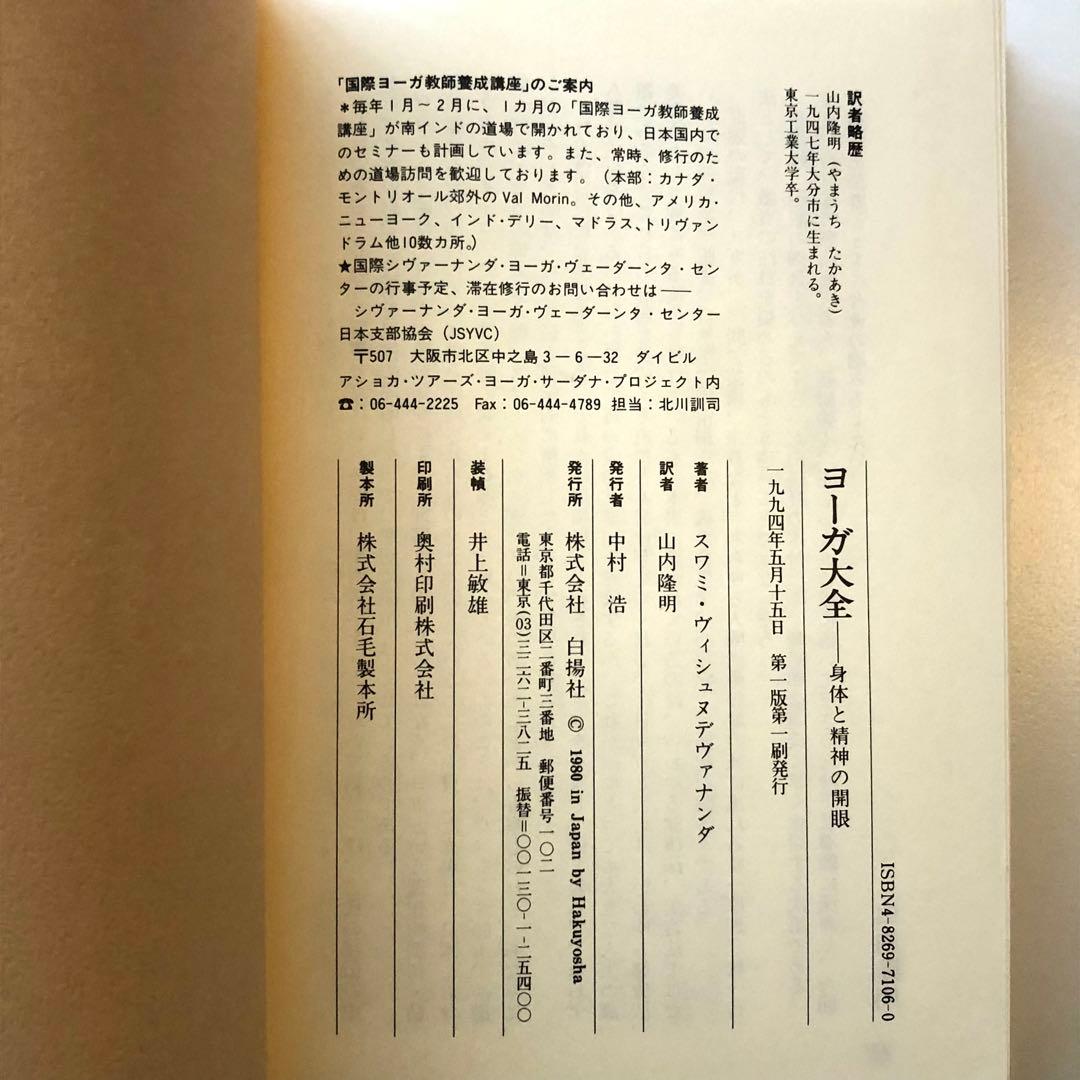 訳者略歴
山内隆明（やまうち　たかあき）
一九四七年大分市に生まれる。
東京工業大学卒。
「国際ヨーガ教師養成講座」のご案内
＊毎年1月～2月に、1カ月の「国際ヨーガ教師養成
講座」が南インドの道場で開かれており、日本国内で
のセミナーも計画しています。また、常時、修行のた
めの道場訪問を歓迎しております。（本部：カナダ・
モントリオール郊外のVal Morin。その他、アメリカ・
ニューヨーク、インド・デリー、マドラス、トリヴァン
ドラム他10数カ所。）
★国際シヴァーナンダ・ヨーガ・ヴェーダーンタ・セン
ターの行事予定、滞在修行のお問い合わせは――
シヴァーナンダ・ヨーガ・ヴェーダーンタ・センター
日本支部協会（JSYVC）
〒507　大阪市北区中之島3－6－32　ダイビル
アショカ・ツアーズ・ヨーガ・サーダナ・プロジェクト内
☎：06-444-2225　Fax：06-444-4789　担当：北川訓司
ISBN4-8269-7106-0
ヨーガ大全――身体と精神の開眼
一九九四年五月十五日　第一版第一刷発行
著者　スワミ・ヴィシュヌデヴァナンダ
訳者　山内隆明
発行者　中村　浩
発行所　株式会社　白揚社　© 1980 in Japan by Hakuyosha
東京都千代田区二番町三番地　郵便番号一〇二
電話＝東京(03)三二六二-三八二五　振替＝〇〇一三〇-一-二五四〇〇
装幀　井上敏雄
印刷所　奥村印刷株式会社
製本所　株式会社石毛製本所